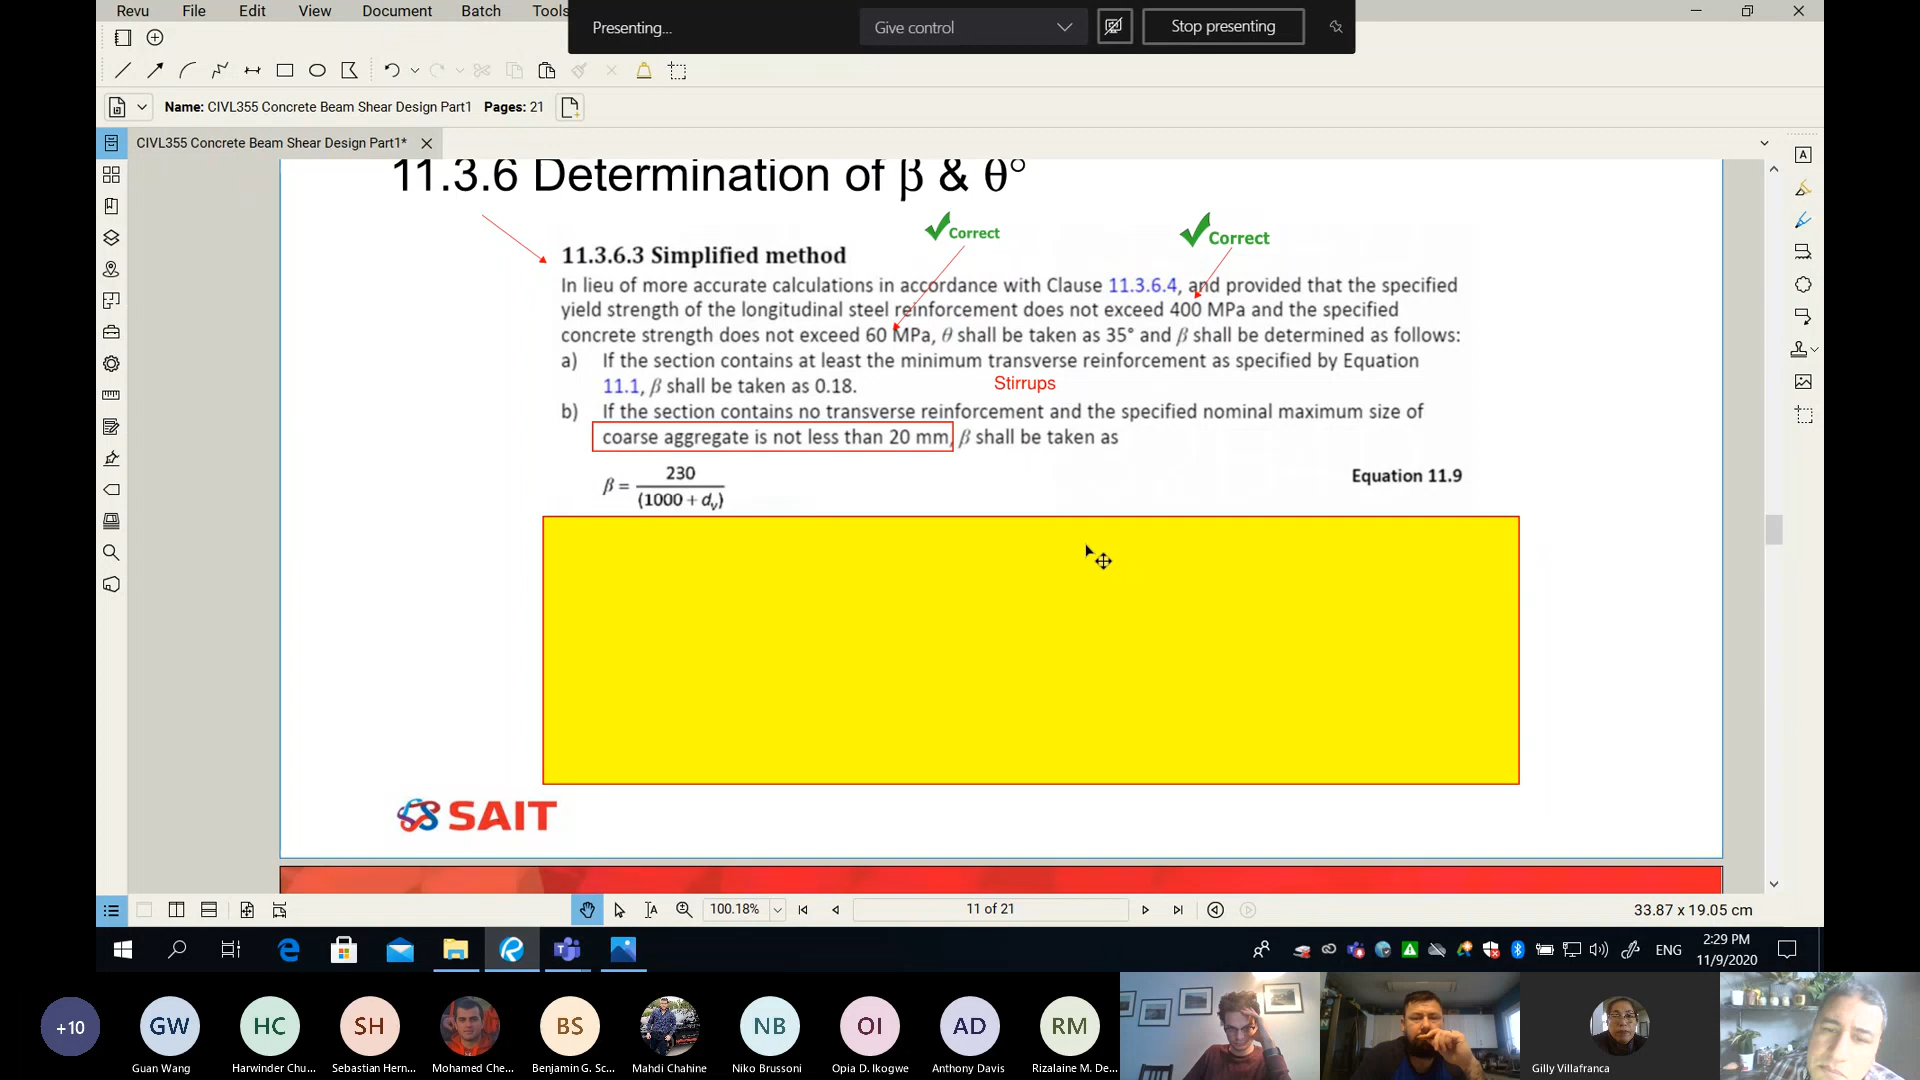 Revu File Edit View Document Batch Tools
Presenting...
Give control
Stop presenting
Name: CIVL355 Concrete Beam Shear Design Part1 Pages: 21
CIVL355 Concrete Beam Shear Design Part1*
11.3.6 Determination of β & θ°
Correct
Correct
11.3.6.3 Simplified method
In lieu of more accurate calculations in accordance with Clause 11.3.6.4, and provided that the specified
yield strength of the longitudinal steel reinforcement does not exceed 400 MPa and the specified
concrete strength does not exceed 60 MPa, θ shall be taken as 35° and β shall be determined as follows:
a) If the section contains at least the minimum transverse reinforcement as specified by Equation
11.1, β shall be taken as 0.18.
Stirrups
b) If the section contains no transverse reinforcement and the specified nominal maximum size of
coarse aggregate is not less than 20 mm, β shall be taken as
β = 230 / (1000 + dᵥ)
Equation 11.9
SAIT
100.18%
11 of 21
33.87 x 19.05 cm
ENG
2:29 PM
11/9/2020
+10
GW
HC
SH
BS
NB
OI
AD
RM
Guan Wang
Harwinder Chu...
Sebastian Hern...
Mohamed Che...
Benjamin G. Sc...
Mahdi Chahine
Niko Brussoni
Opia D. Ikogwe
Anthony Davis
Rizalaine M. De...
Gilly Villafranca